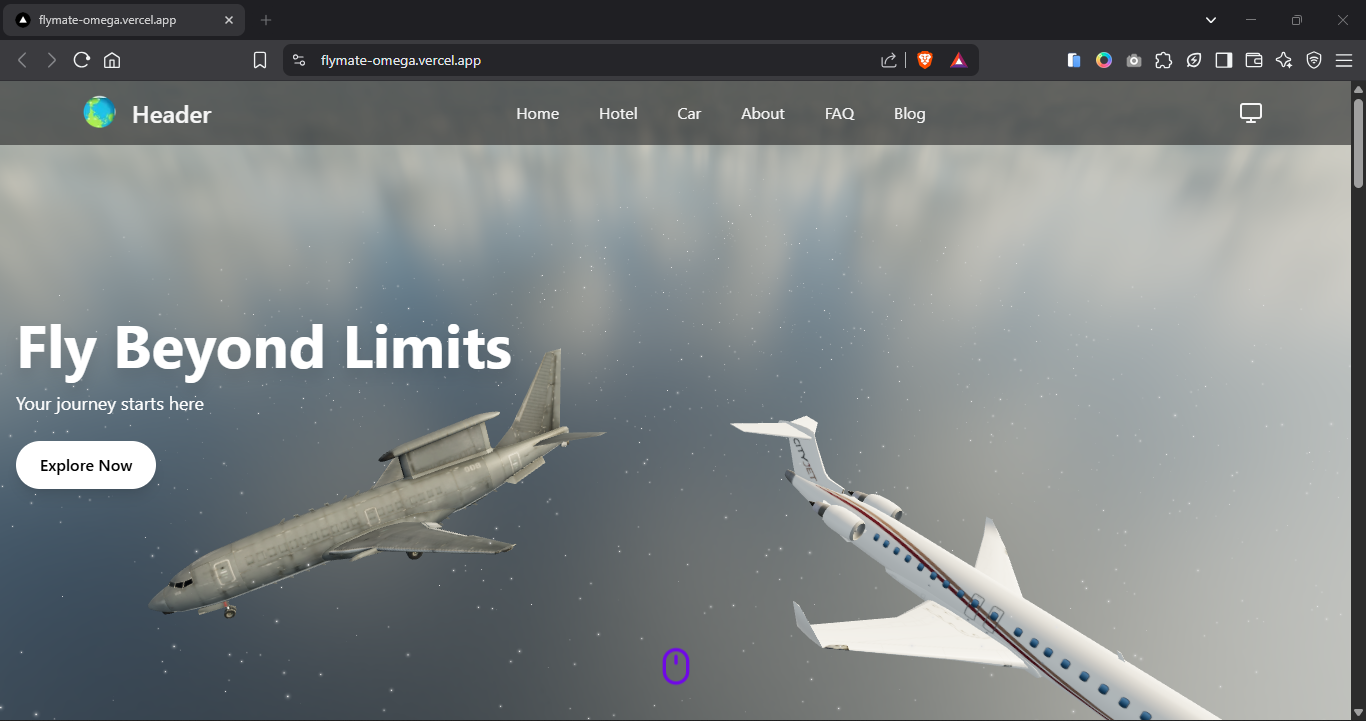 flymate-omega.vercel.app
flymate-omega.vercel.app
Header
Home Hotel Car About FAQ Blog
Fly Beyond Limits
Your journey starts here
Explore Now
CITYJET